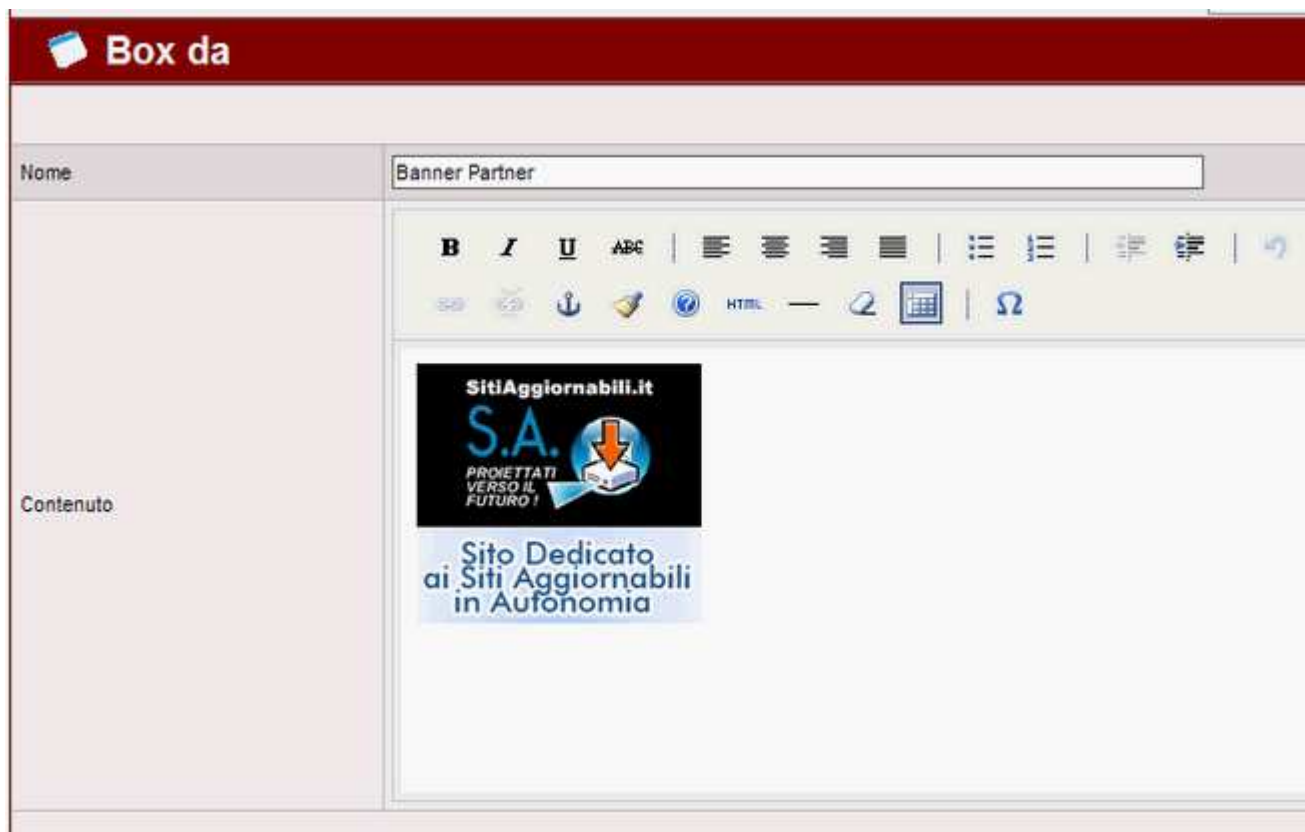 Box da
Nome
Banner Partner
B I U ABC
HTML Ω
Contenuto
SitiAggiornabili.it
S.A.
PROIETTATI
VERSO IL
FUTURO !
Sito Dedicato
ai Siti Aggiornabili
in Autonomia